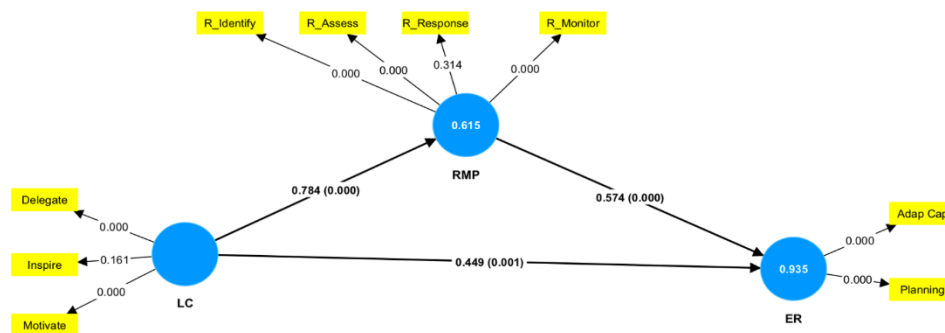 R_Identify
R_Assess
R_Response
R_Monitor
0.000
0.000
0.314
0.000
0.615
RMP
0.784 (0.000)
0.574 (0.000)
Delegate
0.000
Inspire
0.161
Motivate
0.000
LC
0.449 (0.001)
0.935
ER
Adap Cap
0.000
Planning
0.000